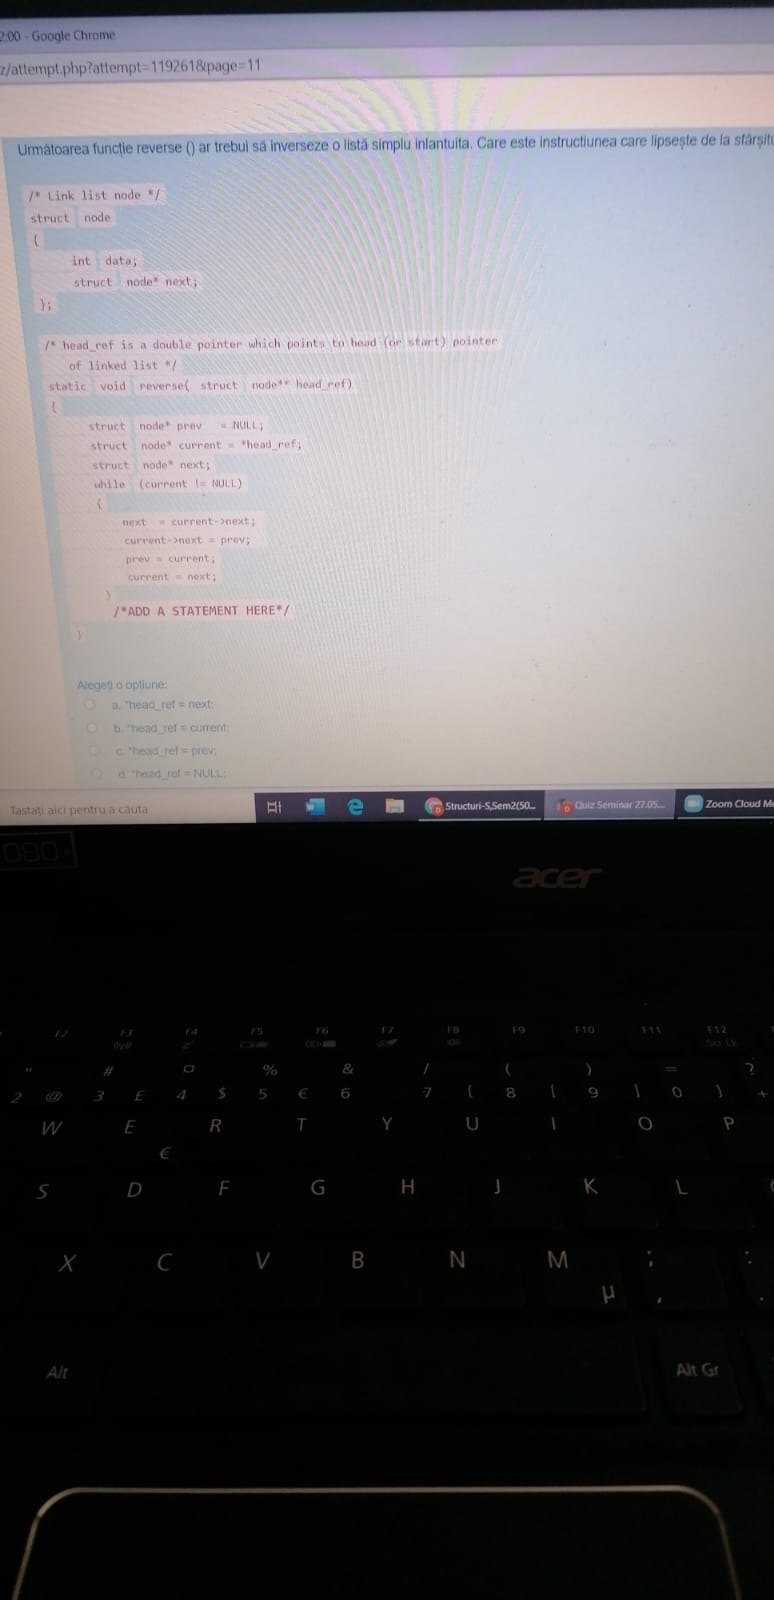 2:00 - Google Chrome
z/attempt.php?attempt=119261&page=11
Următoarea funcție reverse () ar trebui să inverseze o listă simplu inlantuita. Care este instructiunea care lipsește de la
/* Link list node */
struct node
{
int data;
struct node* next;
};
/* head_ref is a double pointer which points to head (or start) pointer
of linked list */
static void reverse( struct node** head_ref)
{
struct node* prev = NULL;
struct node* current = *head_ref;
struct node* next;
while (current != NULL)
{
next = current->next;
current->next = prev;
prev = current;
current = next;
}
/*ADD A STATEMENT HERE*/
}
Alegeți o opțiune:
a. *head_ref = next;
b. *head_ref = current;
c. *head_ref = prev;
d. *head_ref = NULL;
Tastați aici pentru a căuta
Structuri-S,Sem2(50...
Quiz Seminar 27.05...
Zoom Cloud
acer
F2 F3 F4 F5 F6 F7 F8 F9 F10 F11 F12
" # ¤ % & / ( ) = ?
2 @ 3 £ 4 $ 5 € 6 7 { 8 [ 9 ] 0 } +
W E R T Y U I O P
€
S D F G H J K L
X C V B N M ; :
µ , .
Alt Alt Gr